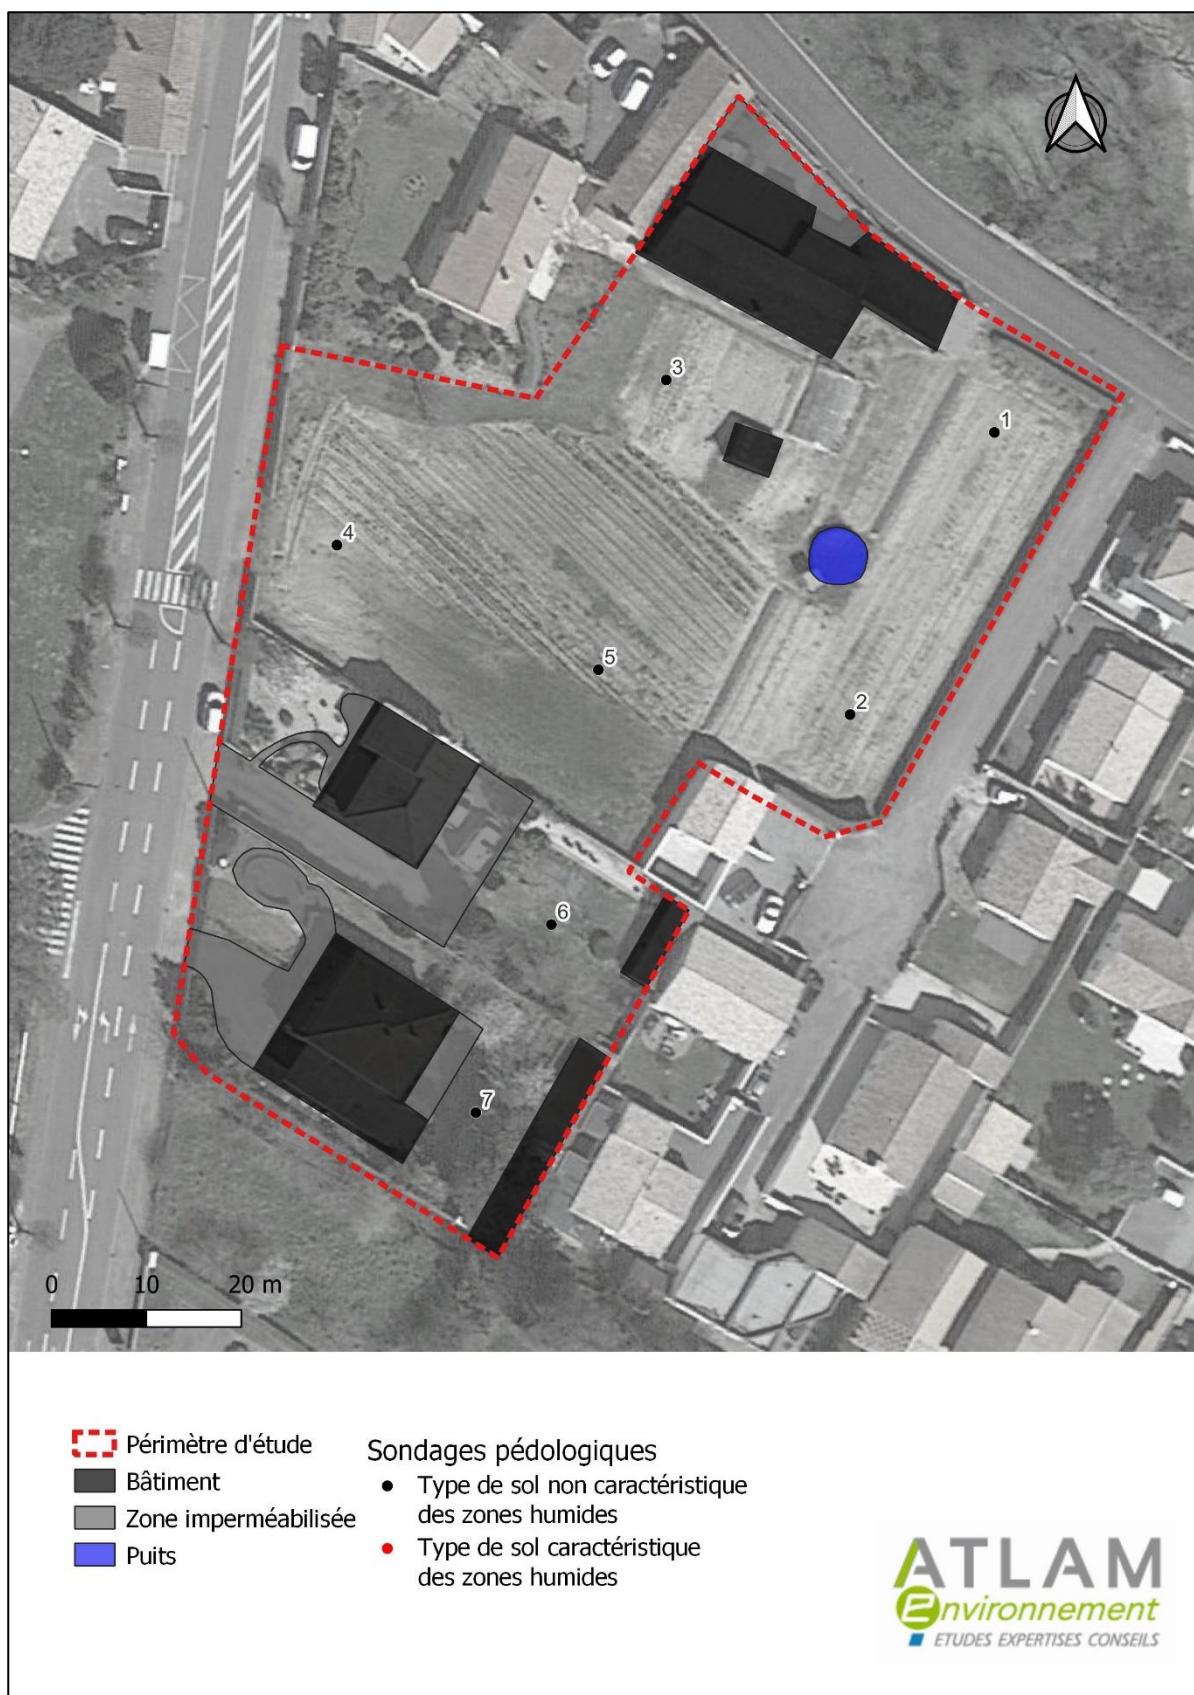 3
1
4
5
2
6
7
0 10 20 m
Périmètre d'étude
Bâtiment
Zone imperméabilisée
Puits
Sondages pédologiques
Type de sol non caractéristique
des zones humides
Type de sol caractéristique
des zones humides
ATLAM
environnement
ETUDES EXPERTISES CONSEILS